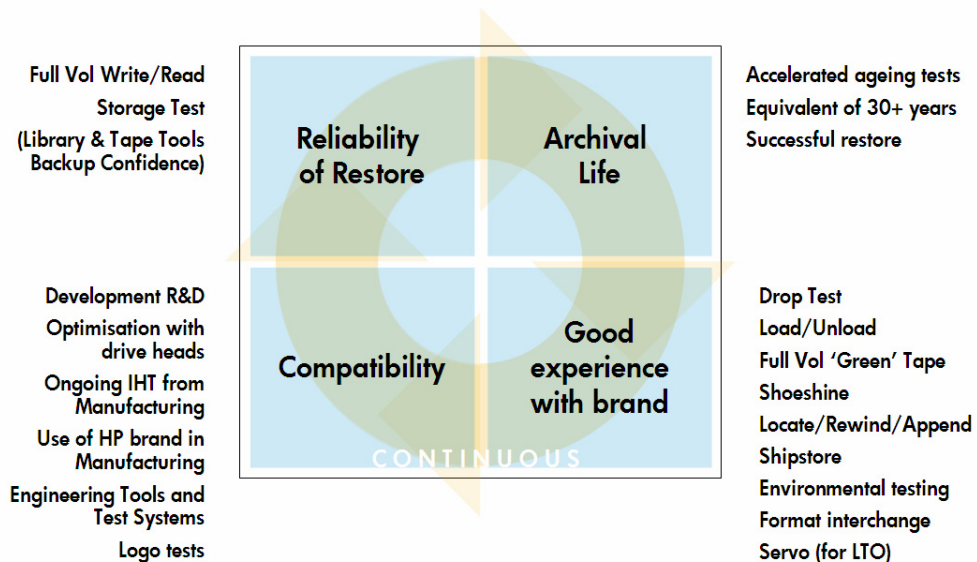 Full Vol Write/Read
Storage Test
(Library & Tape Tools
Backup Confidence)
Reliability
of Restore
Archival
Life
Accelerated ageing tests
Equivalent of 30+ years
Successful restore
Development R&D
Optimisation with
drive heads
Ongoing IHT from
Manufacturing
Use of HP brand in
Manufacturing
Engineering Tools and
Test Systems
Logo tests
Compatibility
Good
experience
with brand
CONTINUOUS
Drop Test
Load/Unload
Full Vol ‘Green’ Tape
Shoeshine
Locate/Rewind/Append
Shipstore
Environmental testing
Format interchange
Servo (for LTO)